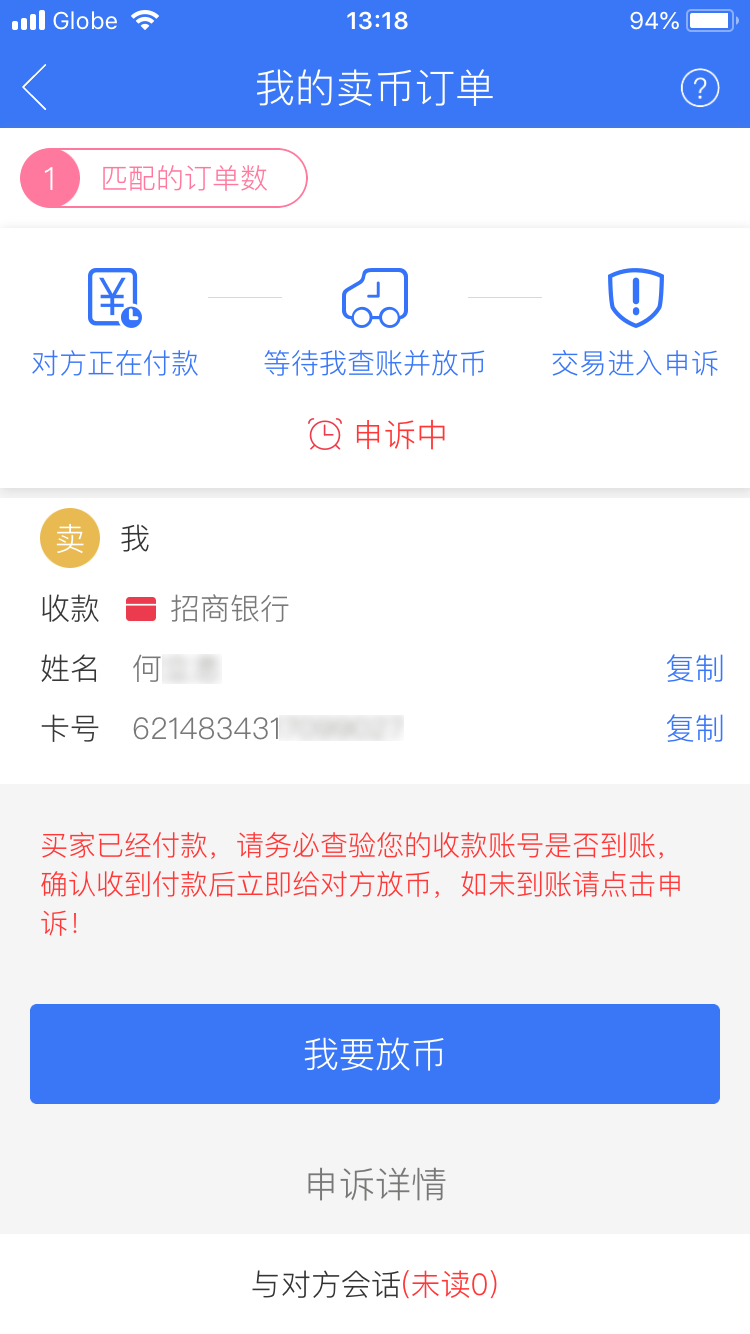 Globe 13:18 94%
我的卖币订单 ?
1 匹配的订单数
对方正在付款 等待我查账并放币 交易进入申诉
申诉中
卖 我
收款 招商银行
姓名 何 复制
卡号 621483431 复制
买家已经付款，请务必查验您的收款账号是否到账，
确认收到付款后立即给对方放币，如未到账请点击申
诉！
我要放币
申诉详情
与对方会话(未读0)